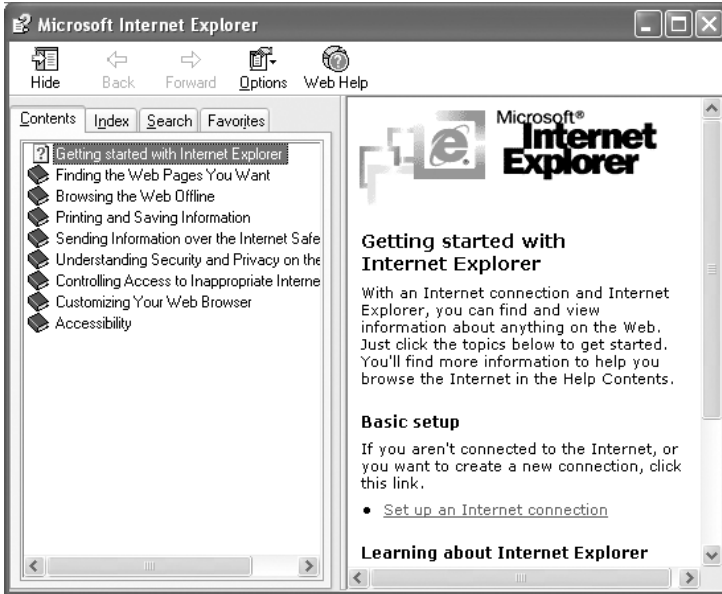 Microsoft Internet Explorer
Hide Back Forward Options Web Help
Contents Index Search Favorites
Getting started with Internet Explorer
Finding the Web Pages You Want
Browsing the Web Offline
Printing and Saving Information
Sending Information over the Internet Safe
Understanding Security and Privacy on the
Controlling Access to Inappropriate Interne
Customizing Your Web Browser
Accessibility
Microsoft®
Internet
Explorer
Getting started with
Internet Explorer
With an Internet connection and Internet
Explorer, you can find and view
information about anything on the Web.
Just click the topics below to get started.
You'll find more information to help you
browse the Internet in the Help Contents.
Basic setup
If you aren't connected to the Internet, or
you want to create a new connection, click
this link.
• Set up an Internet connection
Learning about Internet Explorer